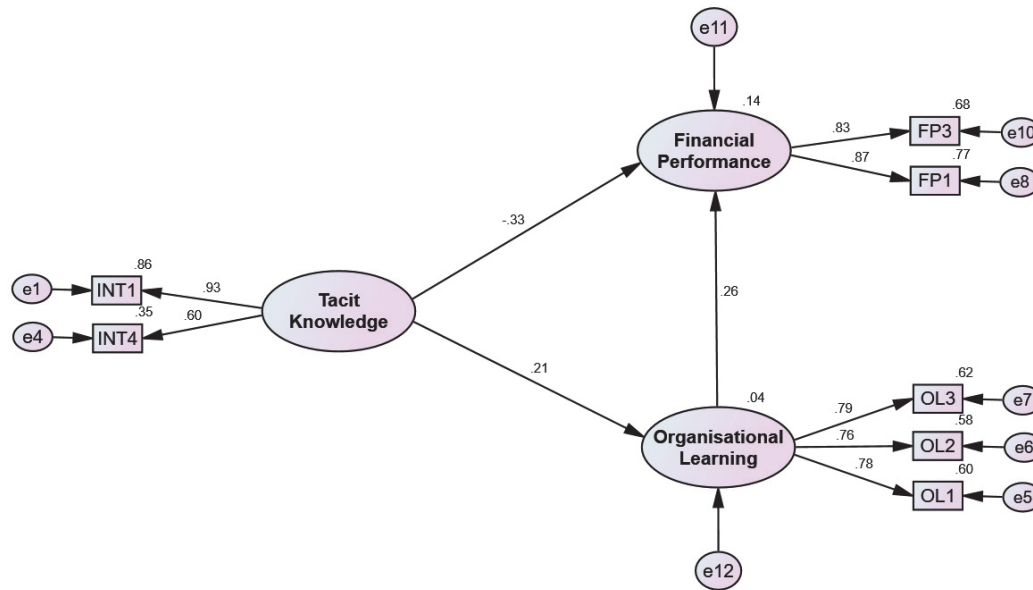 e11
.14
Financial
Performance
.83
.87
.68
FP3
e10
.77
FP1
e8
-.33
.86
e1
INT1
.93
.35
e4
INT4
.60
Tacit
Knowledge
.26
.21
.04
Organisational
Learning
.79
.76
.78
.62
OL3
e7
.58
OL2
e6
.60
OL1
e5
e12